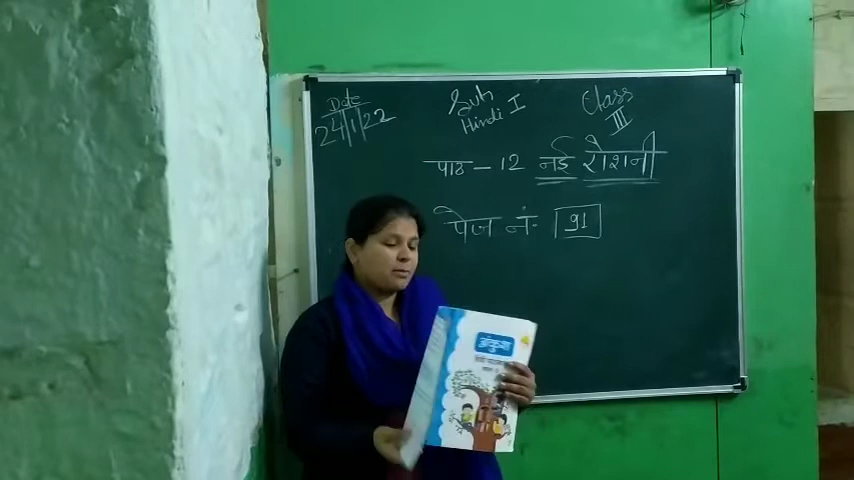 Date
24/1/22
Sub
Hindi I
Class
III
पाठ - 12 नई रोशनी
पेज नं. 91
अंकुश